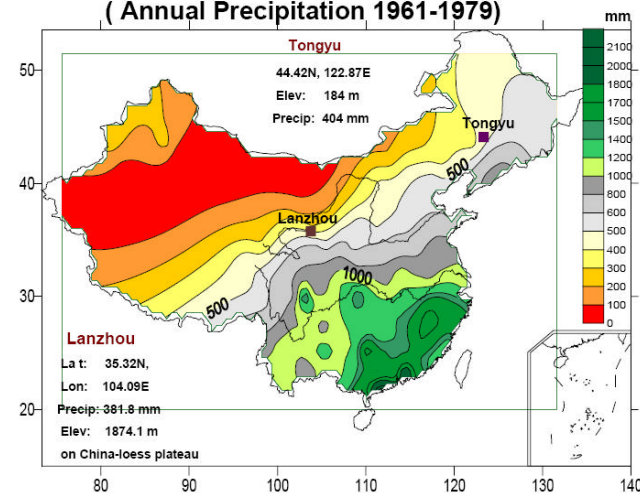 ( Annual Precipitation 1961-1979)
mm
Tongyu
44.42N, 122.87E
Elev: 184 m
Precip: 404 mm
Tongyu
500
Lanzhou
1000
500
Lanzhou
La t: 35.32N,
Lon: 104.09E
Precip: 381.8 mm
Elev: 1874.1 m
on China-loess plateau
50
40
30
20
80
90
100
110
120
130
140
2100
2000
1800
1700
1500
1400
1200
1000
800
600
500
400
300
200
100
0